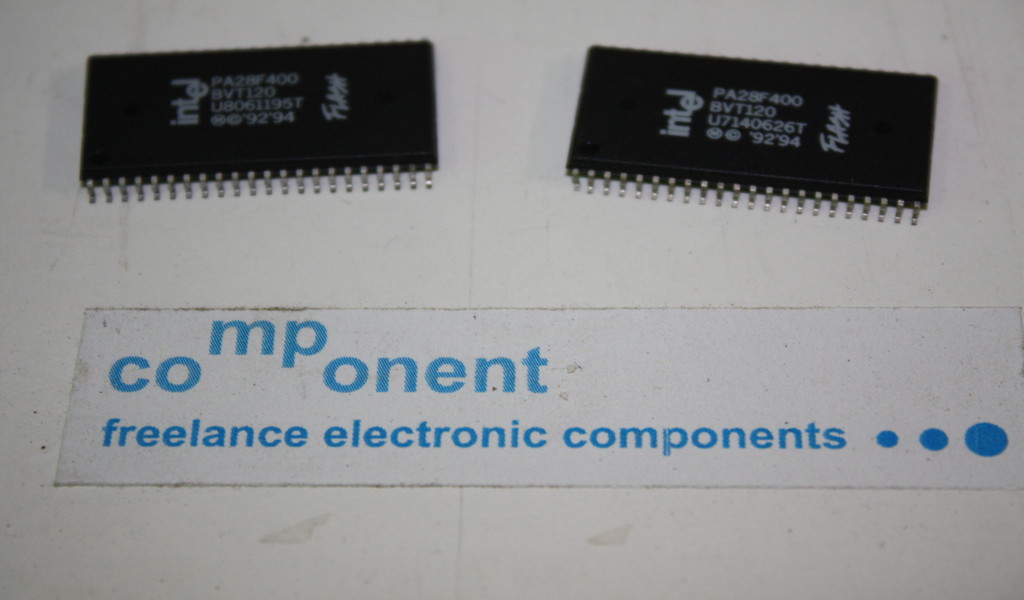 intel
PA28F400
BVT120
U8061195T
Ⓜ © '92'94
FLASH
intel
PA28F400
BVT120
U7140626T
Ⓜ © '92'94
FLASH
component
freelance electronic components